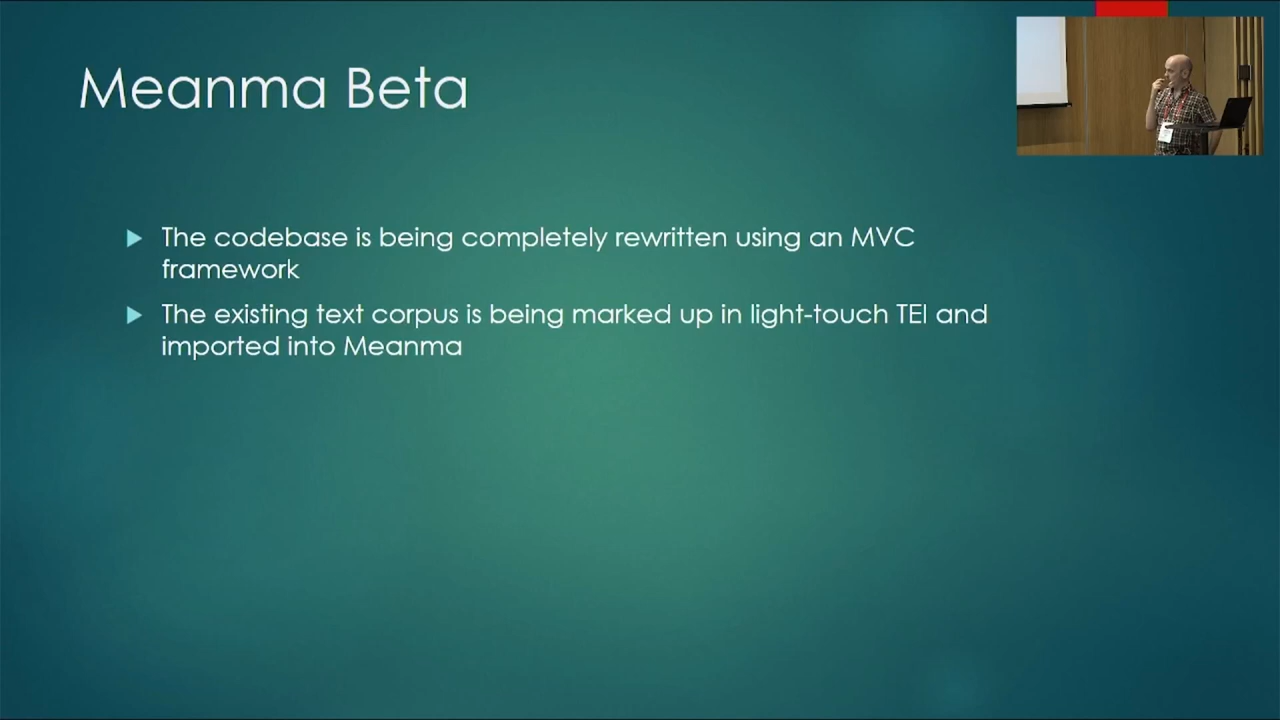 Meanma Beta
The codebase is being completely rewritten using an MVC
framework
The existing text corpus is being marked up in light-touch TEI and
imported into Meanma